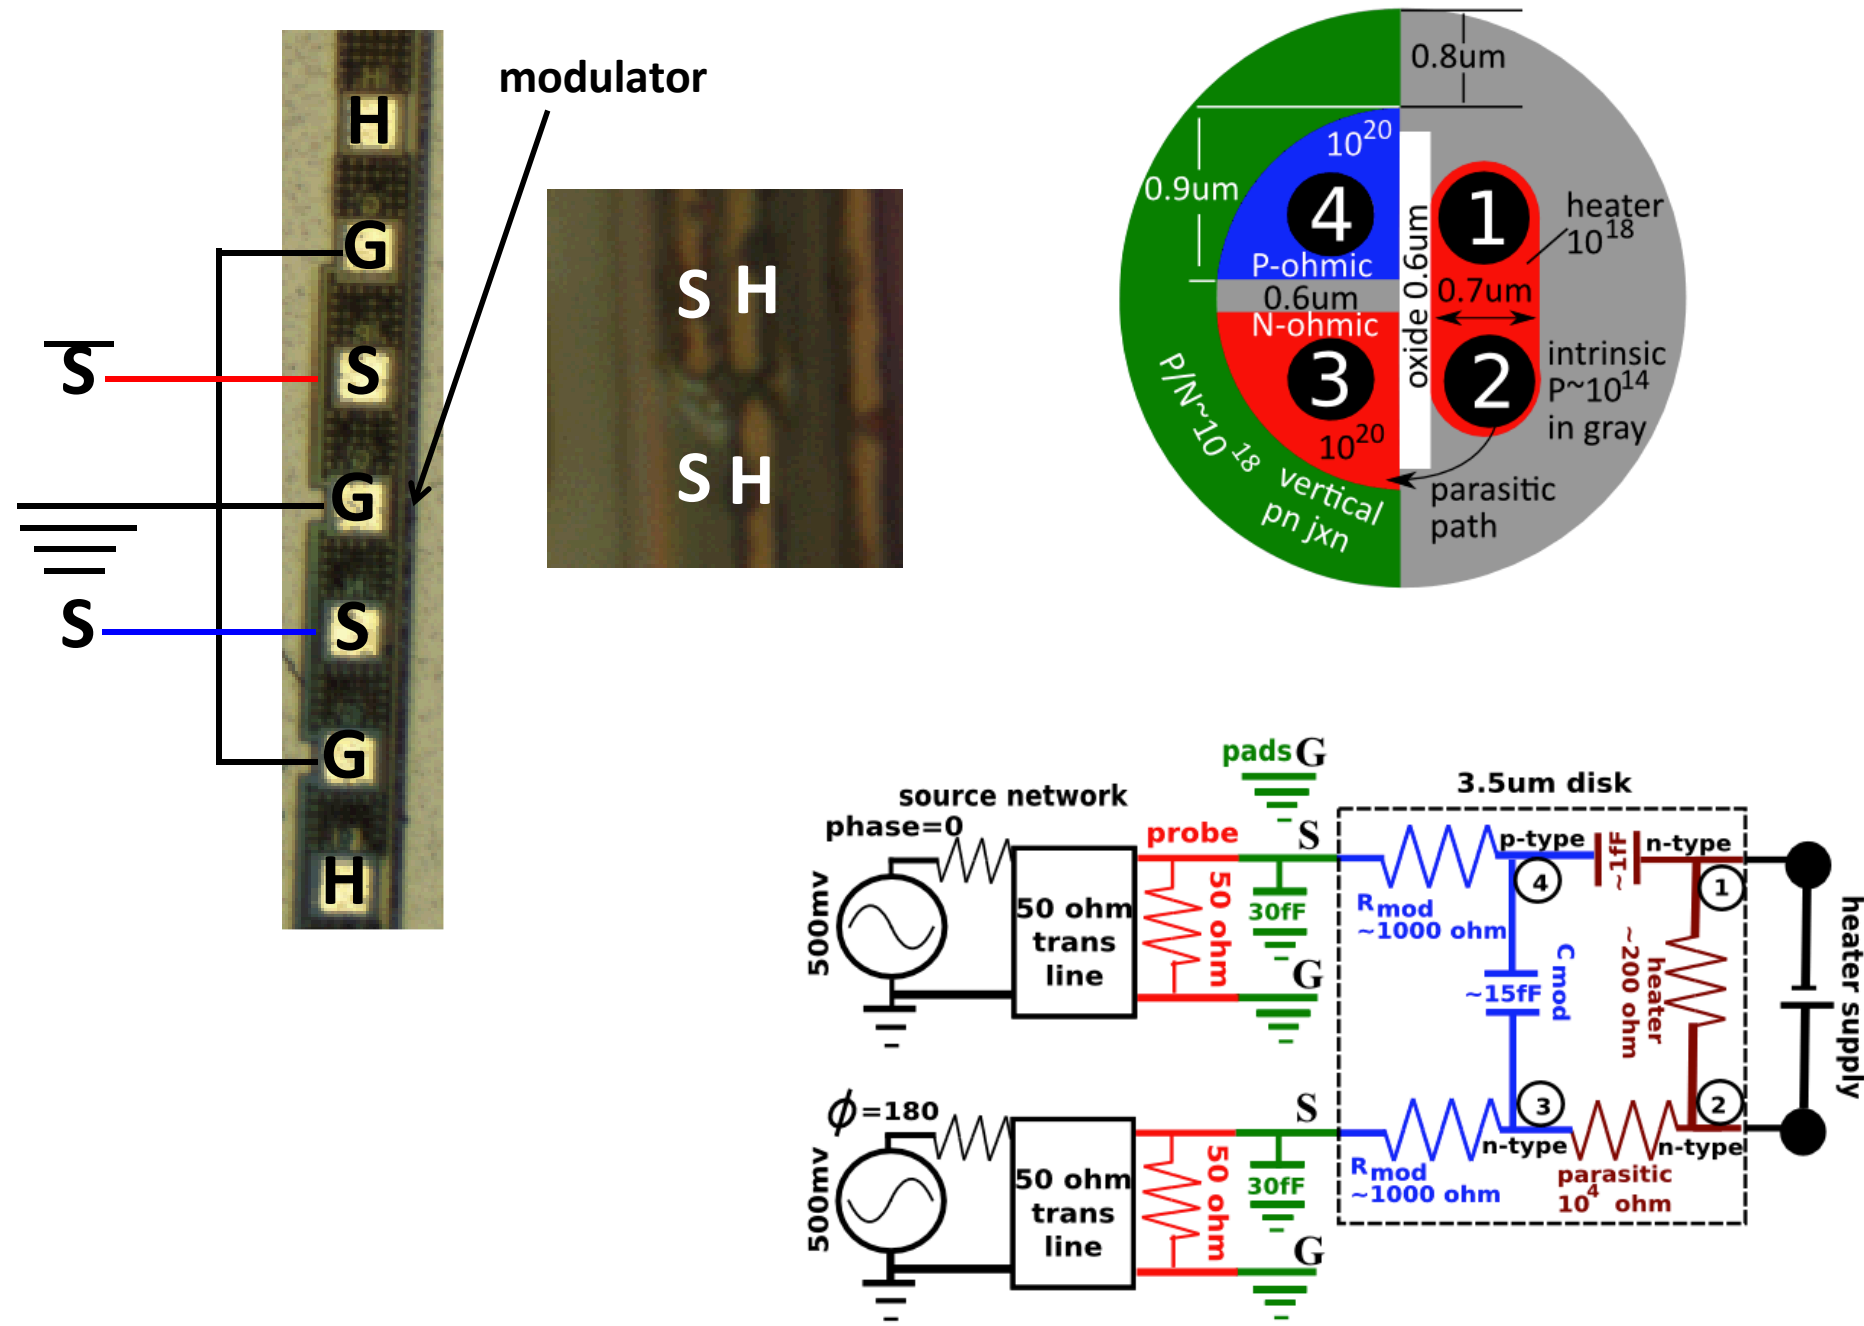 modulator
H
G
S
G
S
G
H
S
S
S H
S H
0.8um
10^20
0.9um
4
P-ohmic
0.6um
N-ohmic
3
10^20
P/N~10^18
vertical
pn jxn
oxide 0.6um
1
heater
10^18
0.7um
2
intrinsic
P~10^14
in gray
parasitic
path
pads G
source network
phase=0
500mv
50 ohm
trans
line
probe
50 ohm
S
30fF
G
ϕ=180
500mv
50 ohm
trans
line
50 ohm
S
30fF
G
3.5um disk
p-type
n-type
~1fF
4
1
Rmod
~1000 ohm
Cmod
~15fF
heater
~200 ohm
3
2
n-type
n-type
Rmod
~1000 ohm
parasitic
10^4 ohm
heater supply